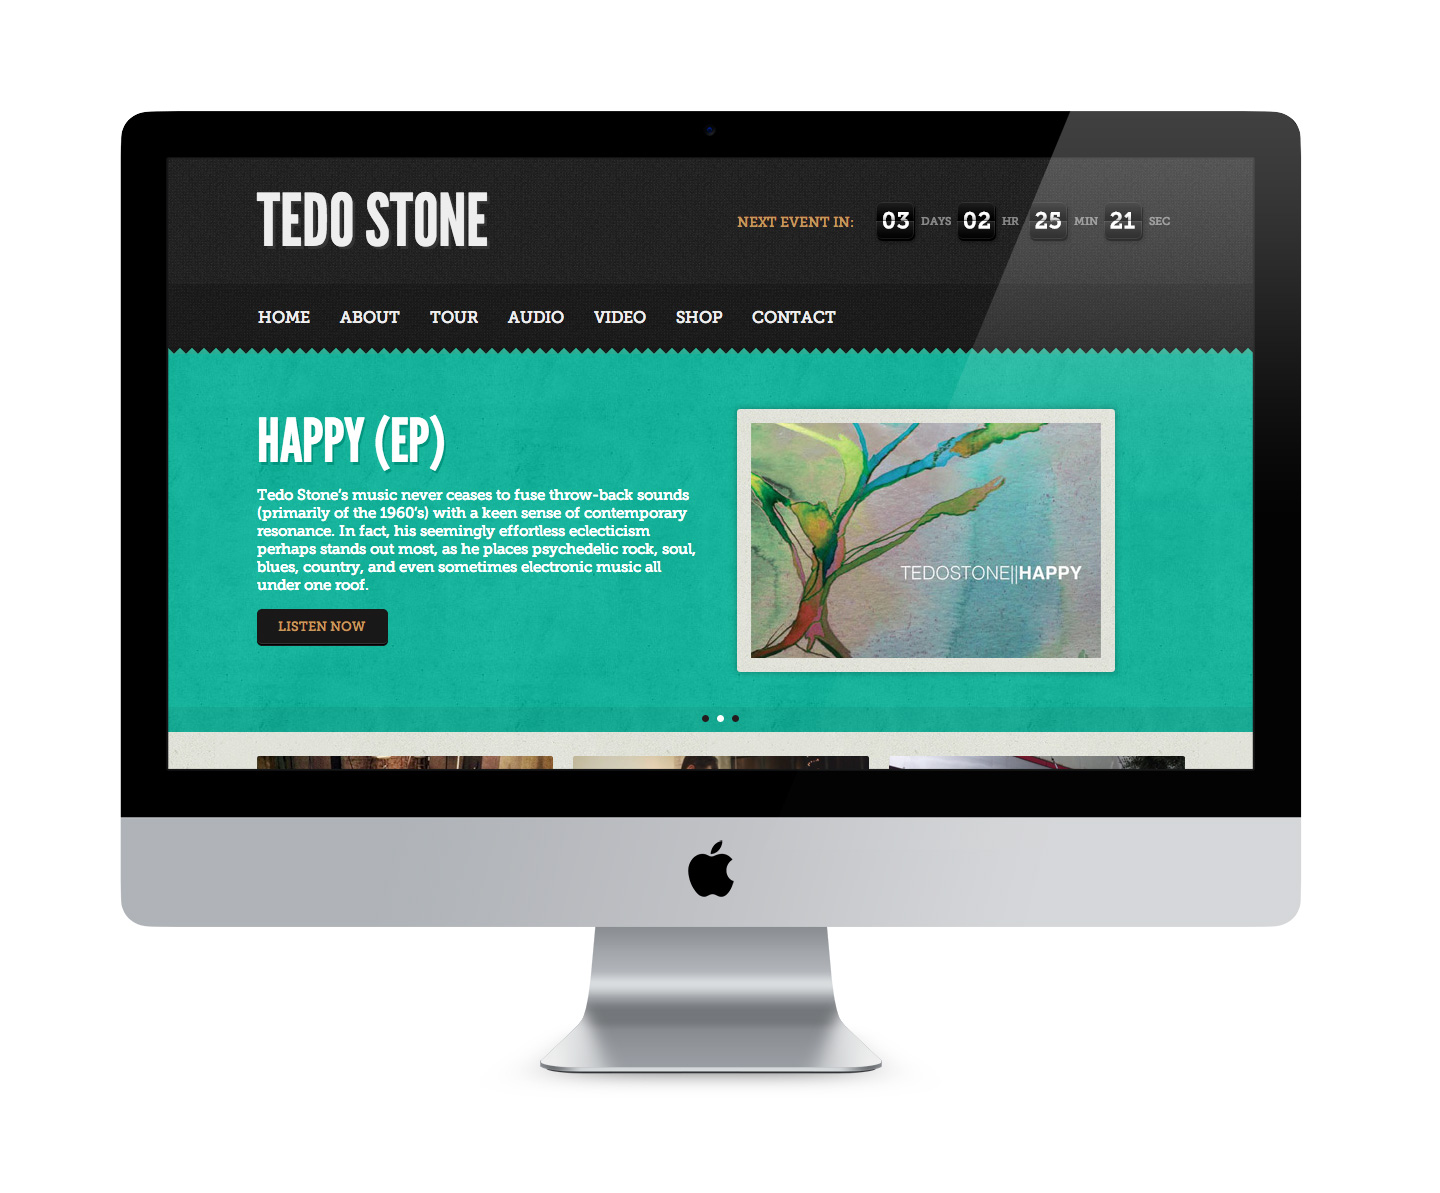 TEDO STONE
NEXT EVENT IN: 03 DAYS 02 HR 25 MIN 21 SEC
HOME ABOUT TOUR AUDIO VIDEO SHOP CONTACT
HAPPY (EP)
Tedo Stone's music never ceases to fuse throw-back sounds
(primarily of the 1960's) with a keen sense of contemporary
resonance. In fact, his seemingly effortless eclecticism
perhaps stands out most, as he places psychedelic rock, soul,
blues, country, and even sometimes electronic music all
under one roof.
LISTEN NOW
TEDOSTONE||HAPPY